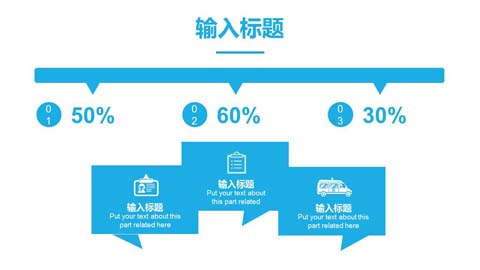 输入标题
0
1
50%
0
2
60%
0
3
30%
输入标题
Put your text about this
part related here
输入标题
Put your text about
this part related
输入标题
Put your text about this
part related here